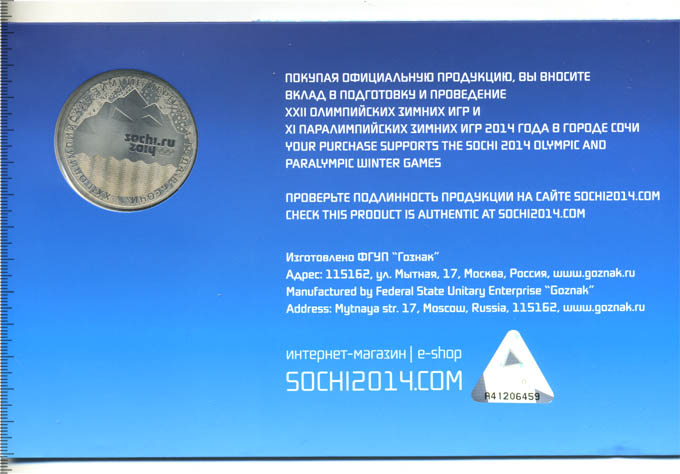 sochi.ru
2014
ПОКУПАЯ ОФИЦИАЛЬНУЮ ПРОДУКЦИЮ, ВЫ ВНОСИТЕ
ВКЛАД В ПОДГОТОВКУ И ПРОВЕДЕНИЕ
XXII ОЛИМПИЙСКИХ ЗИМНИХ ИГР И
XI ПАРАЛИМПИЙСКИХ ЗИМНИХ ИГР 2014 ГОДА В ГОРОДЕ СОЧИ
YOUR PURCHASE SUPPORTS THE SOCHI 2014 OLYMPIC AND
PARALYMPIC WINTER GAMES
ПРОВЕРЬТЕ ПОДЛИННОСТЬ ПРОДУКЦИИ НА САЙТЕ SOCHI2014.COM
CHECK THIS PRODUCT IS AUTHENTIC AT SOCHI2014.COM
Изготовлено ФГУП "Гознак"
Адрес: 115162, ул. Мытная, 17, Москва, Россия, www.goznak.ru
Manufactured by Federal State Unitary Enterprise "Goznak"
Address: Mytnaya str. 17, Moscow, Russia, 115162, www.goznak.ru
интернет-магазин | e-shop
SOCHI2014.COM
A41206459